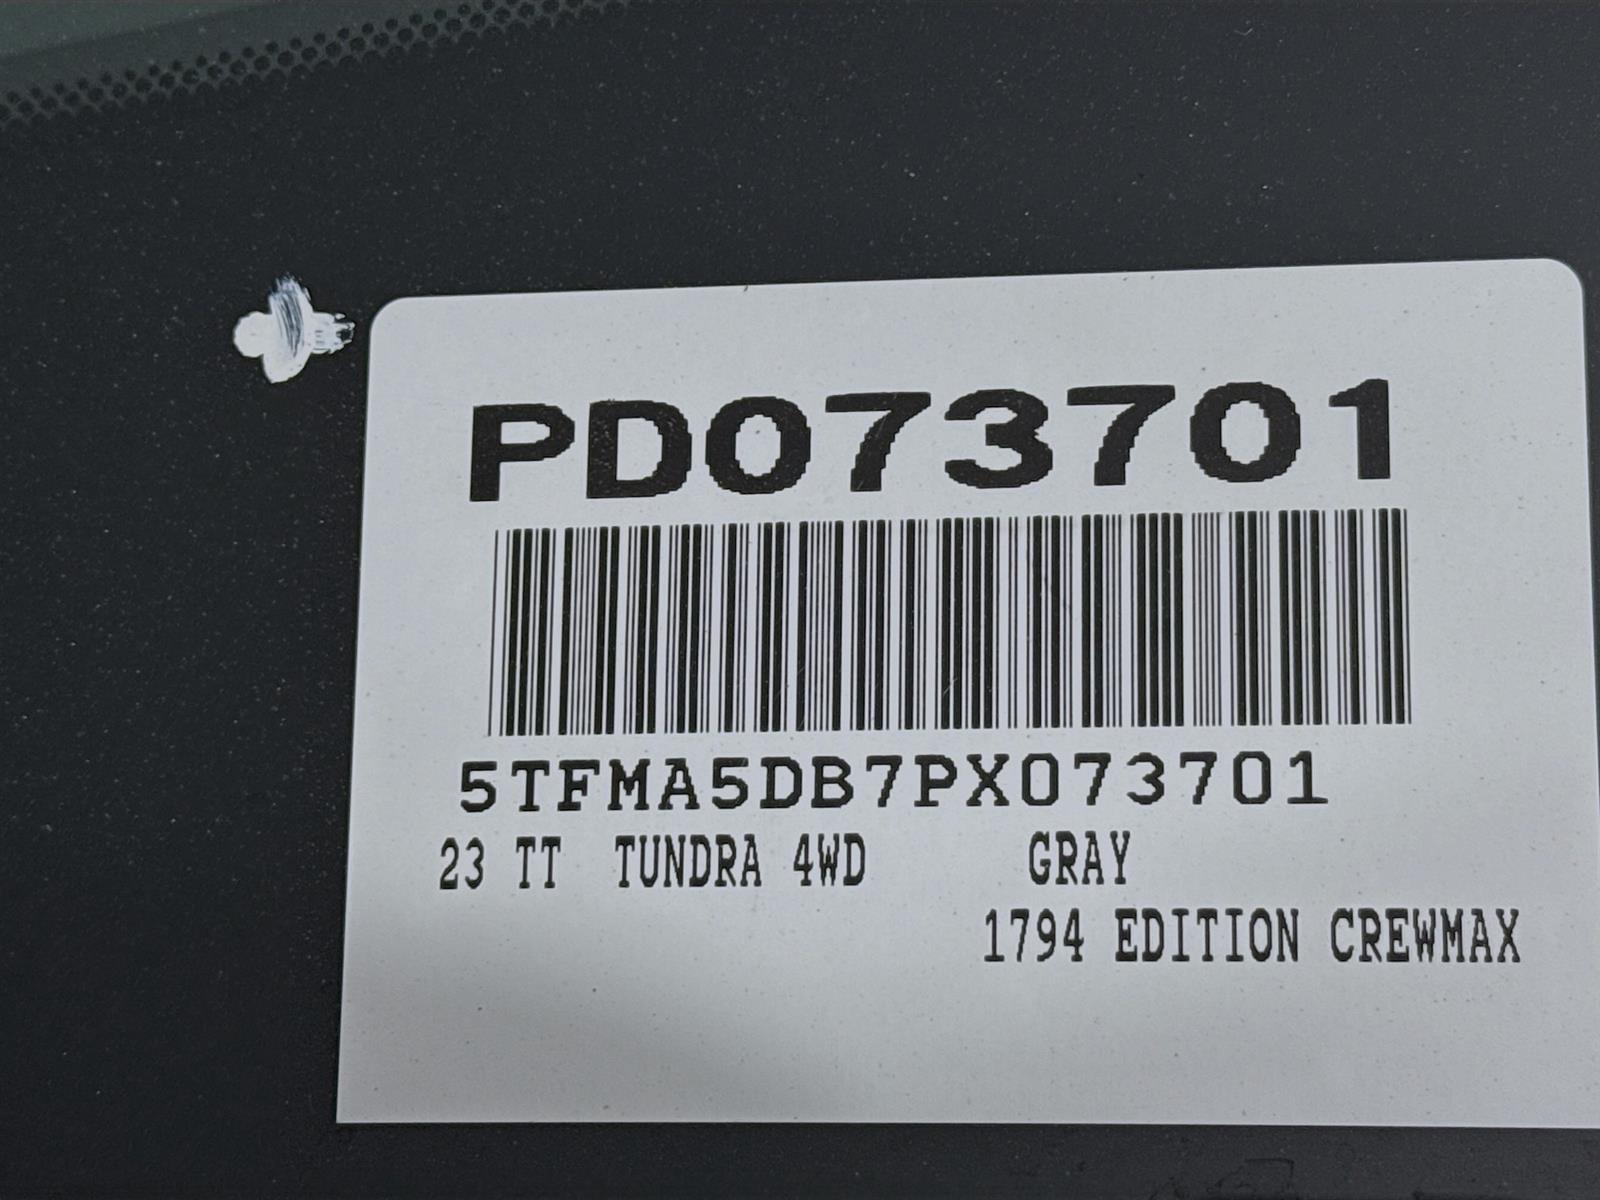 PD073701
5TFMA5DB7PX073701
23 TT TUNDRA 4WD GRAY
1794 EDITION CREWMAX